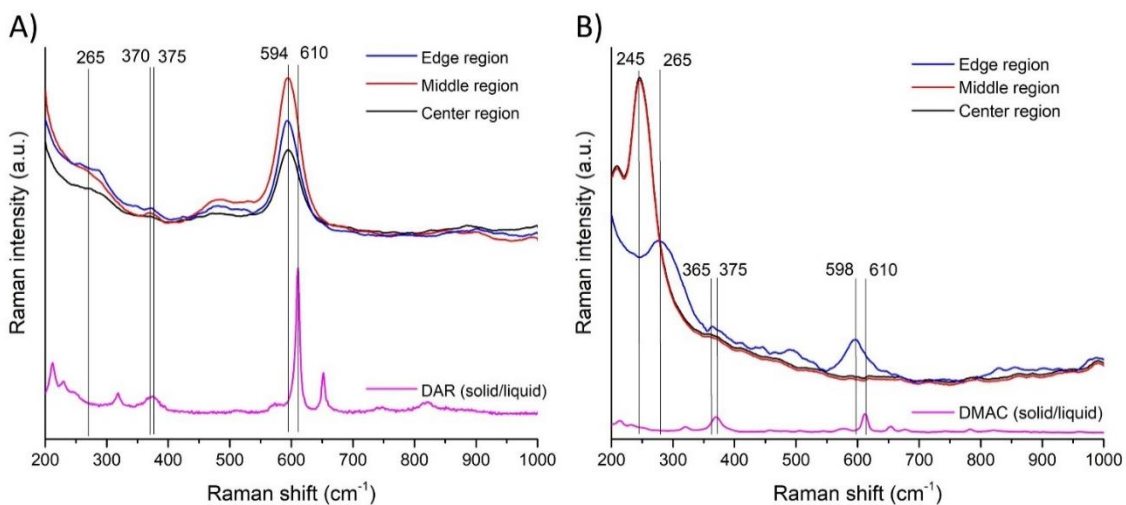 A)
265 370 375 594 610
Edge region
Middle region
Center region
Raman intensity (a.u.)
DAR (solid/liquid)
200 300 400 500 600 700 800 900 1000
Raman shift (cm⁻¹)
B)
245 265
Edge region
Middle region
Center region
Raman intensity (a.u.)
365 375 598 610
DMAC (solid/liquid)
200 300 400 500 600 700 800 900 1000
Raman shift (cm⁻¹)